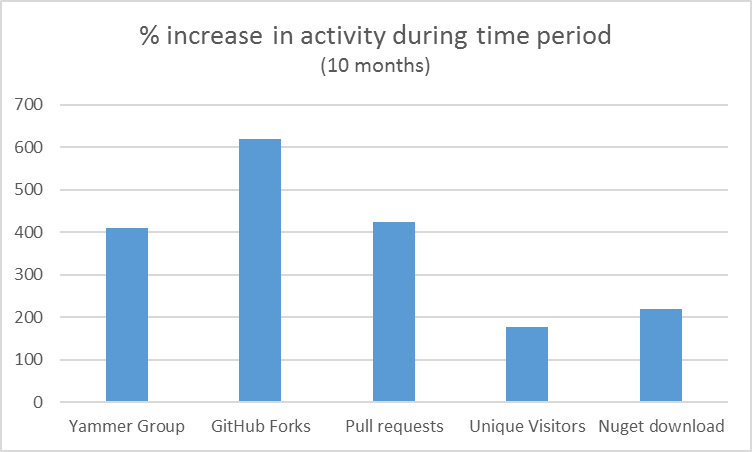 % increase in activity during time period
(10 months)
700
600
500
400
300
200
100
0
Yammer Group GitHub Forks Pull requests Unique Visitors Nuget download